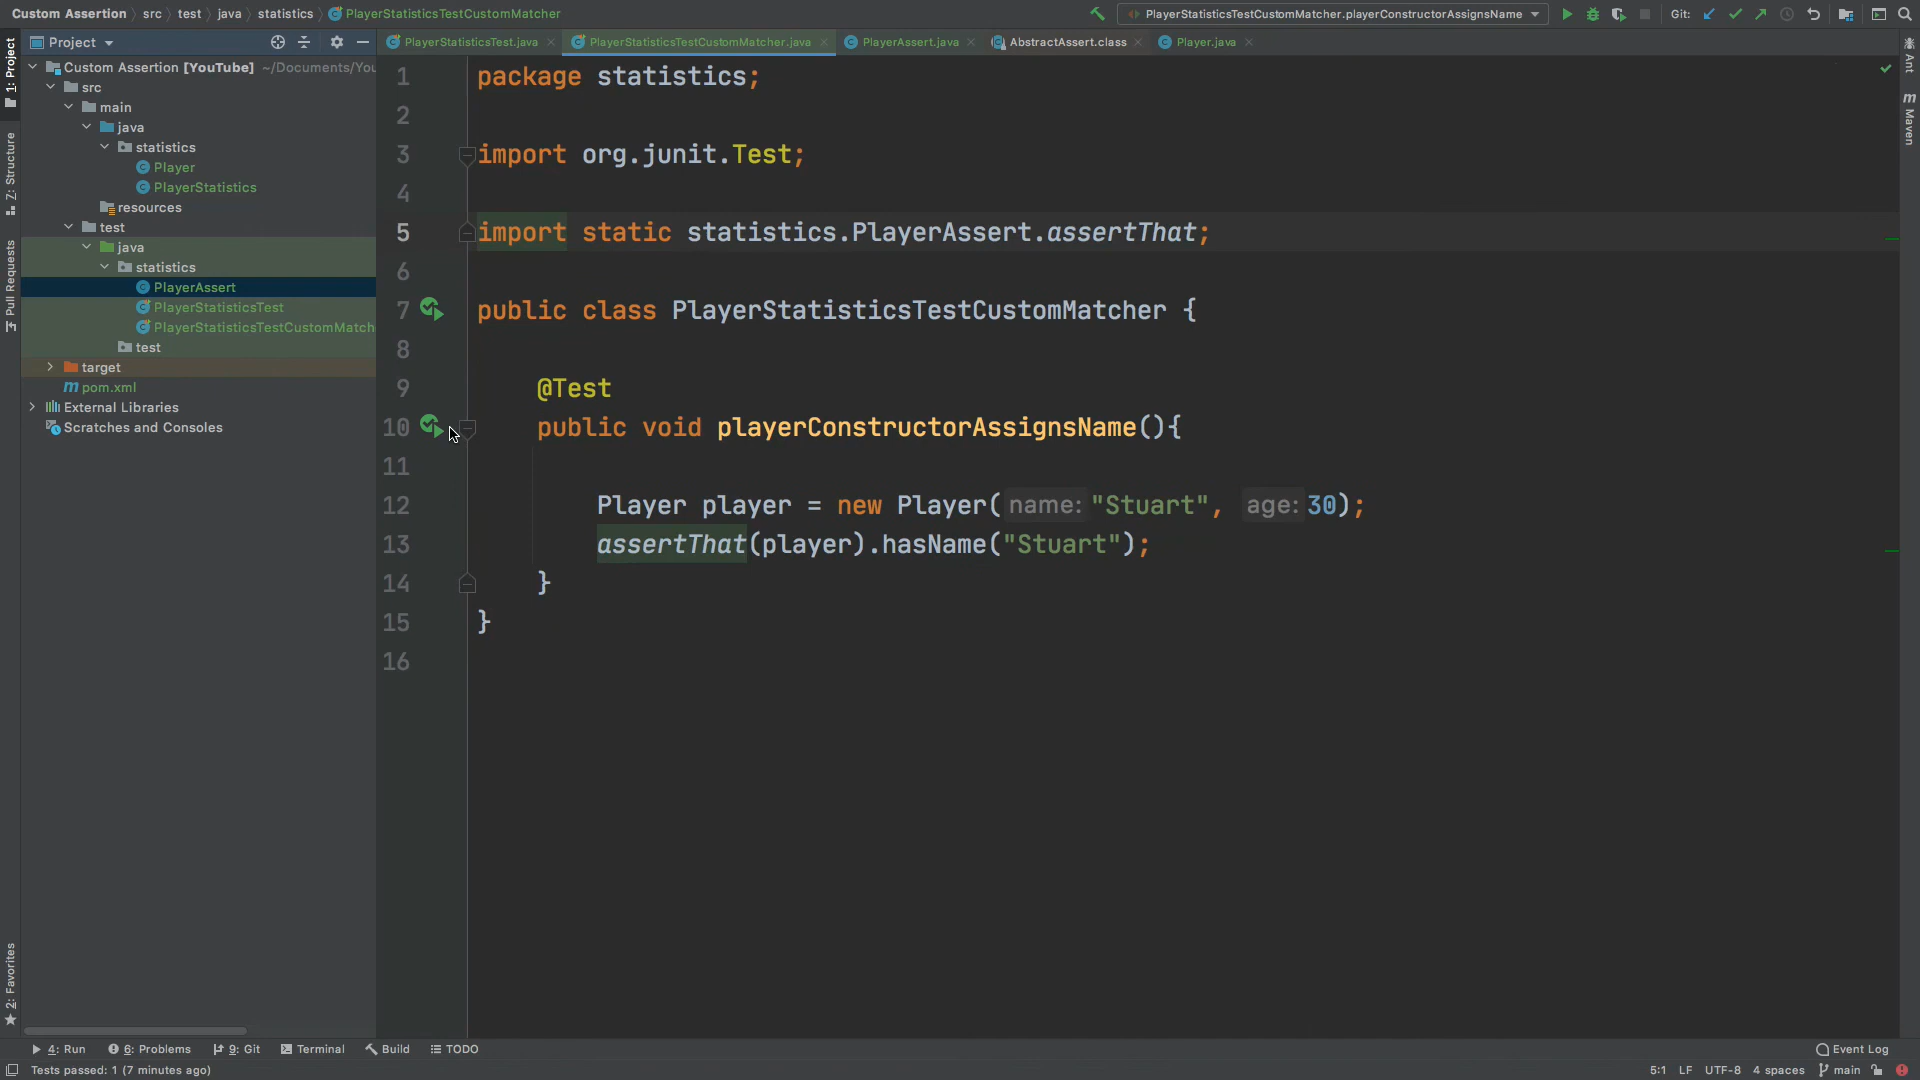 Custom Assertion src test java statistics PlayerStatisticsTestCustomMatcher
PlayerStatisticsTestCustomMatcher.playerConstructorAssignsName
Git:
1: Project
Z: Structure
Pull Requests
2: Favorites
Project
Custom Assertion [YouTube] ~/Documents/You
src
main
java
statistics
Player
PlayerStatistics
resources
test
java
statistics
PlayerAssert
PlayerStatisticsTest
PlayerStatisticsTestCustomMatch
test
target
pom.xml
External Libraries
Scratches and Consoles
PlayerStatisticsTest.java PlayerStatisticsTestCustomMatcher.java PlayerAssert.java AbstractAssert.class Player.java
1 package statistics;
2
3 import org.junit.Test;
4
5 import static statistics.PlayerAssert.assertThat;
6
7 public class PlayerStatisticsTestCustomMatcher {
8
9 @Test
10 public void playerConstructorAssignsName(){
11
12 Player player = new Player( name: "Stuart", age: 30);
13 assertThat(player).hasName("Stuart");
14 }
15 }
16
Ant
Maven
4: Run 6: Problems 9: Git Terminal Build TODO Event Log
Tests passed: 1 (7 minutes ago) 5:1 LF UTF-8 4 spaces main